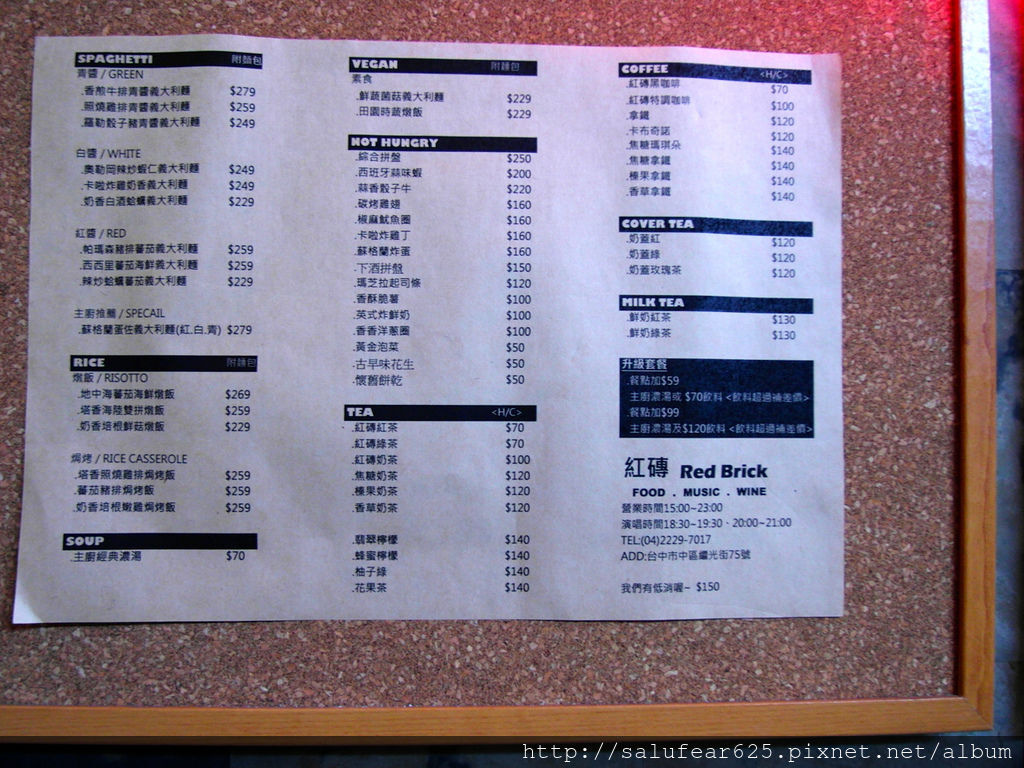 SPAGHETTI 附麵包
青醬 / GREEN
.香煎牛排青醬義大利麵 $279
.照燒雞排青醬義大利麵 $259
.羅勒骰子豬青醬義大利麵 $249
白醬 / WHITE
.奧勒岡辣炒蝦仁義大利麵 $249
.卡啦炸雞奶香義大利麵 $249
.奶香白酒蛤蠣義大利麵 $229
紅醬 / RED
.帕瑪森豬排蕃茄義大利麵 $259
.西西里蕃茄海鮮義大利麵 $259
.辣炒蛤蠣蕃茄義大利麵 $229
主廚推薦 / SPECAIL
.蘇格蘭蛋佐義大利麵(紅.白.青) $279
RICE 附麵包
燉飯 / RISOTTO
.地中海蕃茄海鮮燉飯 $269
.塔香海陸雙拼燉飯 $259
.奶香培根鮮菇燉飯 $229
焗烤 / RICE CASSEROLE
.塔香照燒雞排焗烤飯 $259
.蕃茄豬排焗烤飯 $259
.奶香培根嫩雞焗烤飯 $259
SOUP
.主廚經典濃湯 $70
VEGAN 附麵包
素食
.鮮蔬菌菇義大利麵 $229
.田園時蔬燉飯 $229
NOT HUNGRY
.綜合拼盤 $250
.西班牙蒜味蝦 $200
.蒜香骰子牛 $220
.碳烤雞翅 $160
.椒麻魷魚圈 $160
.卡啦炸雞丁 $160
.蘇格蘭炸蛋 $160
.下酒拼盤 $150
.瑪芝拉起司條 $120
.香酥脆薯 $100
.英式炸鮮奶 $100
.香香洋蔥圈 $100
.黃金泡菜 $50
.古早味花生 $50
.懷舊餅乾 $50
TEA <H/C>
.紅磚紅茶 $70
.紅磚綠茶 $70
.紅磚奶茶 $100
.焦糖奶茶 $120
.榛果奶茶 $120
.香草奶茶 $120
.翡翠檸檬 $140
.蜂蜜檸檬 $140
.柚子綠 $140
.花果茶 $140
COFFEE <H/C>
.紅磚黑咖啡 $70
.紅磚特調咖啡 $100
.拿鐵 $120
.卡布奇諾 $120
.焦糖瑪琪朵 $140
.焦糖拿鐵 $140
.榛果拿鐵 $140
.香草拿鐵 $140
COVER TEA
.奶蓋紅 $120
.奶蓋綠 $120
.奶蓋玫瑰茶 $120
MILK TEA
.鮮奶紅茶 $130
.鮮奶綠茶 $130
升級套餐
.餐點加$59
主廚濃湯或 $70飲料 <飲料超過補差價>
.餐點加$99
主廚濃湯及$120飲料 <飲料超過補差價>
紅磚 Red Brick
FOOD . MUSIC . WINE
營業時間15:00~23:00
演唱時間18:30~19:30、20:00~21:00
TEL:(04)2229-7017
ADD:台中市中區繼光街75號
我們有低消喔~ $150
http://salufear625.pixnet.net/album